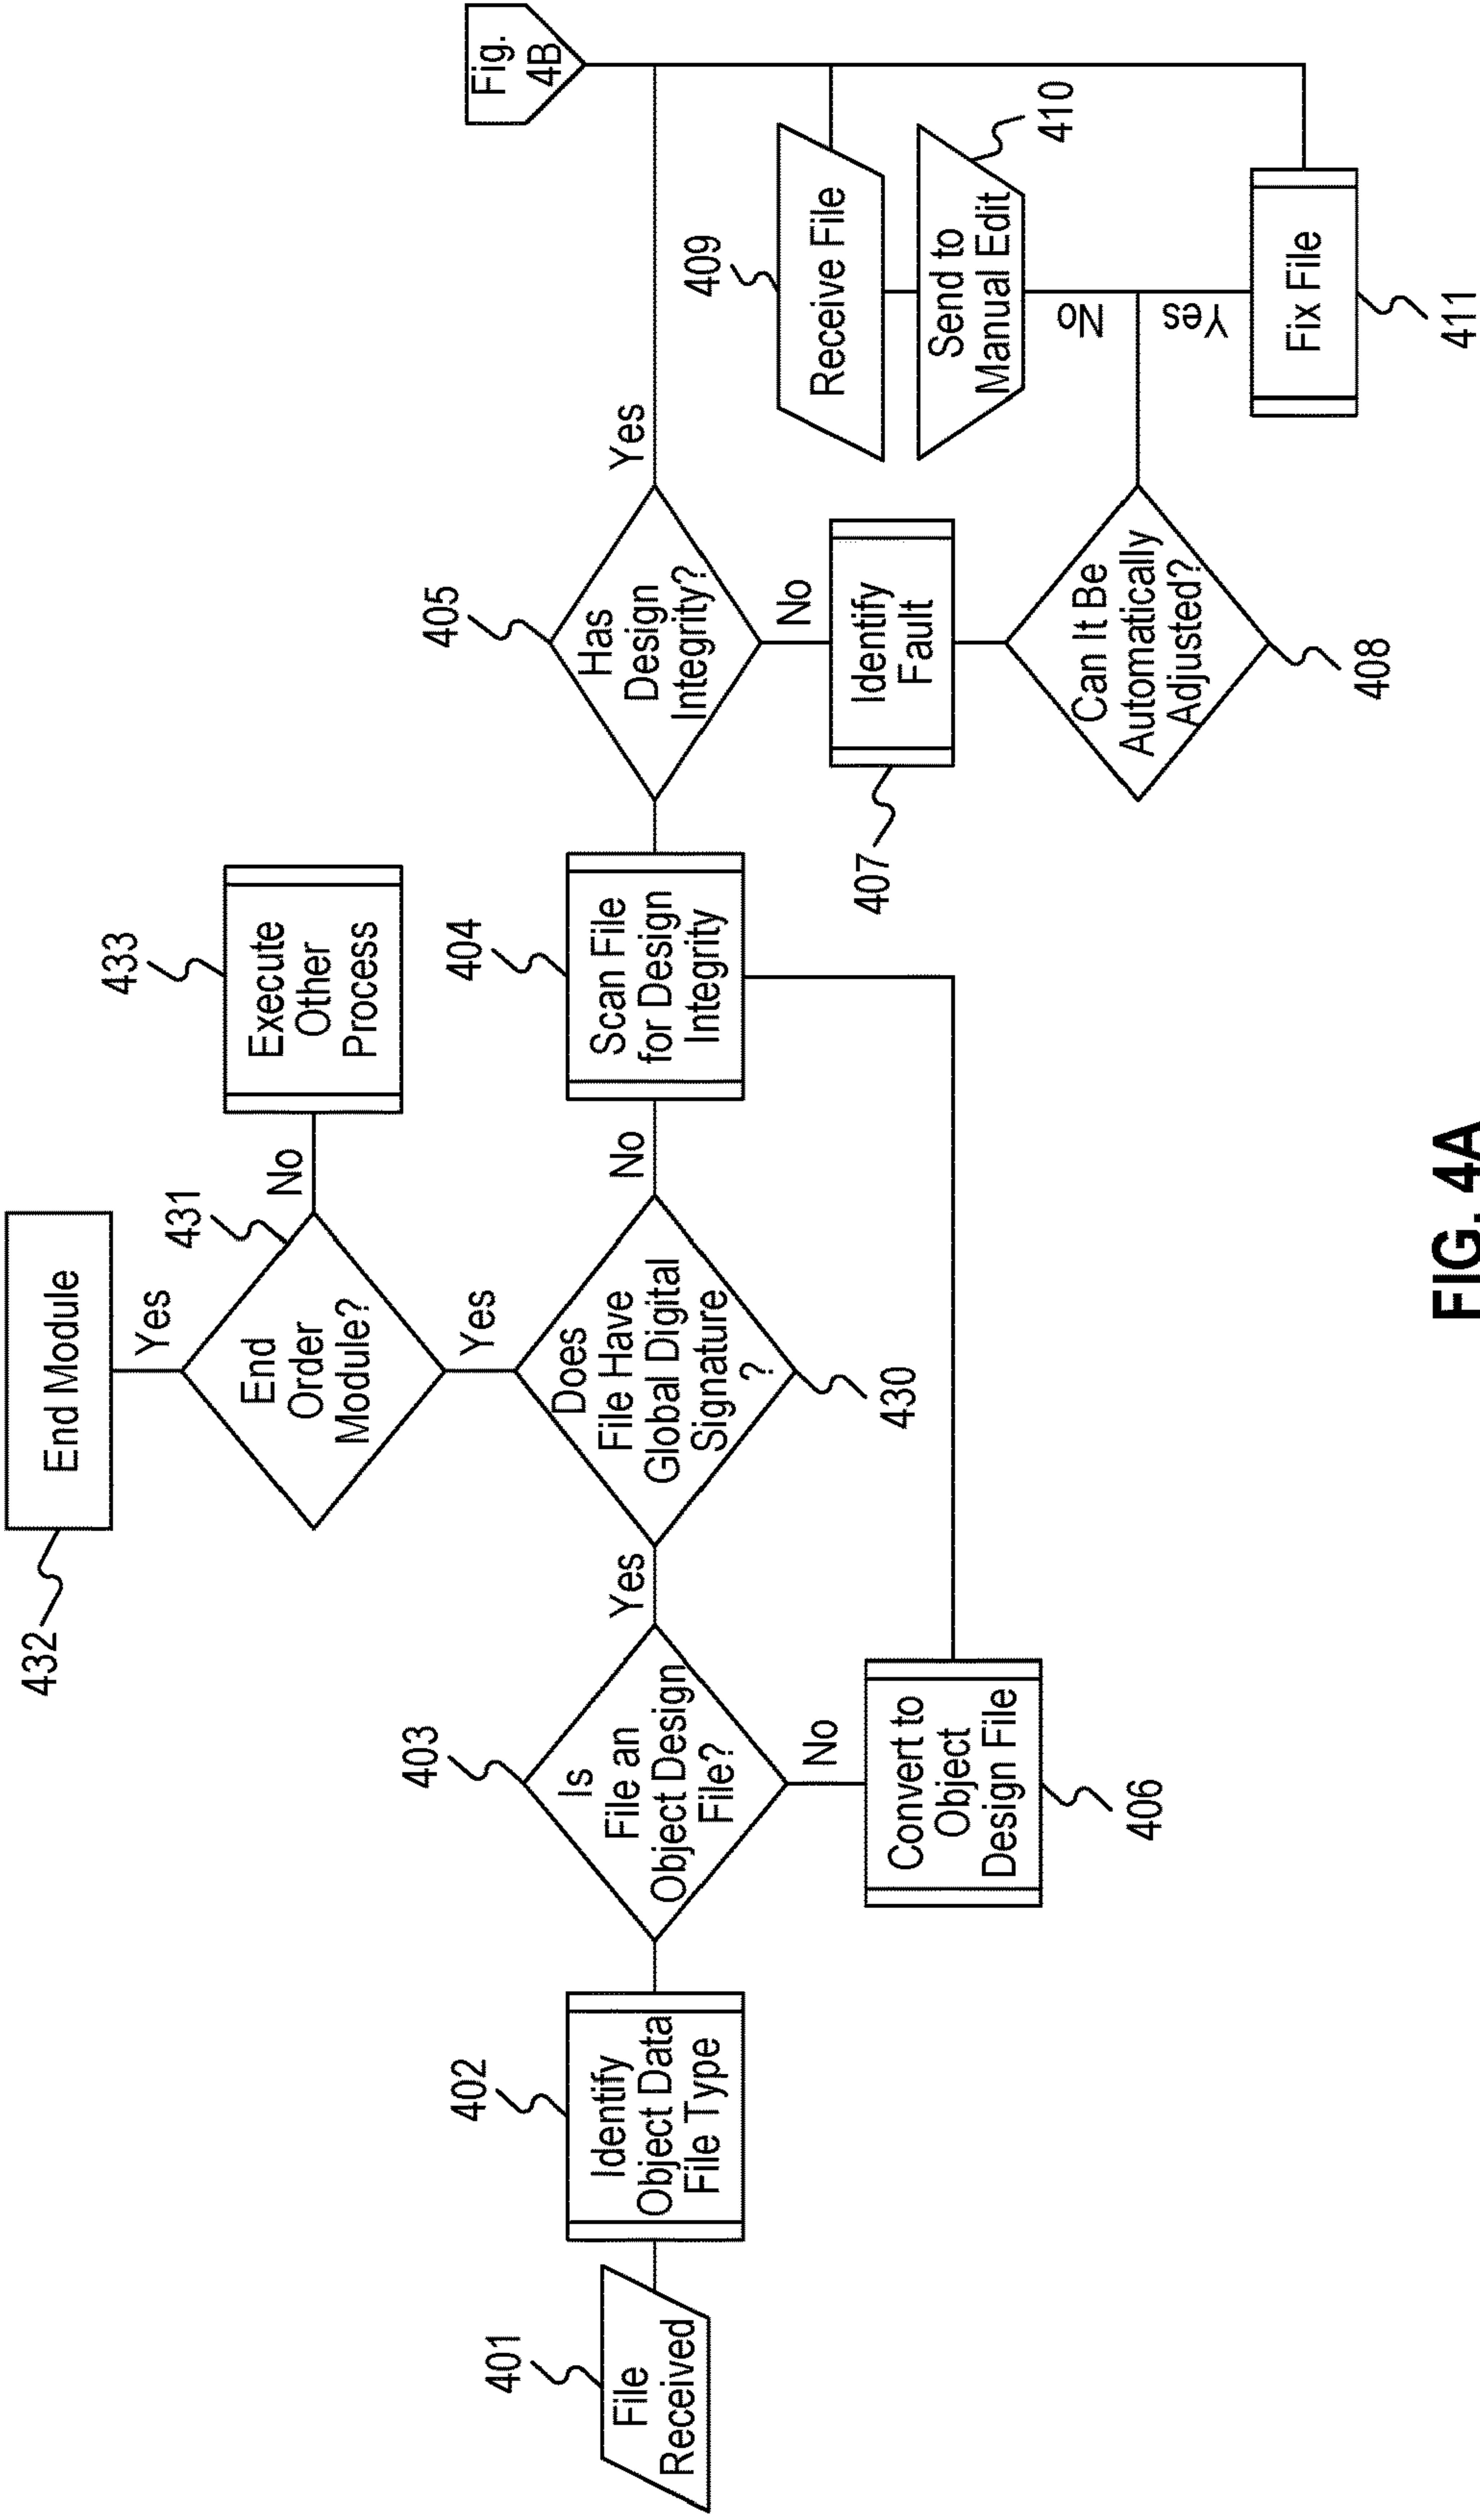 432
End Module
Yes
431
End
Order
Module?
No
433
Execute
Other
Process
Yes
401
File
Received
402
Identify
Object Data
File Type
403
Is
File an
Object Design
File?
Yes
No
406
Convert to
Object
Design File
Does
File Have
Global Digital
Signature
?
430
No
404
Scan File
for Design
Integrity
405
Has
Design
Integrity?
Yes
No
407
Identify
Fault
Can It Be
Automatically
Adjusted?
408
Fig.
4B
409
Receive File
Send to
Manual Edit
410
No
Yes
Fix File
411
FIG. 4A